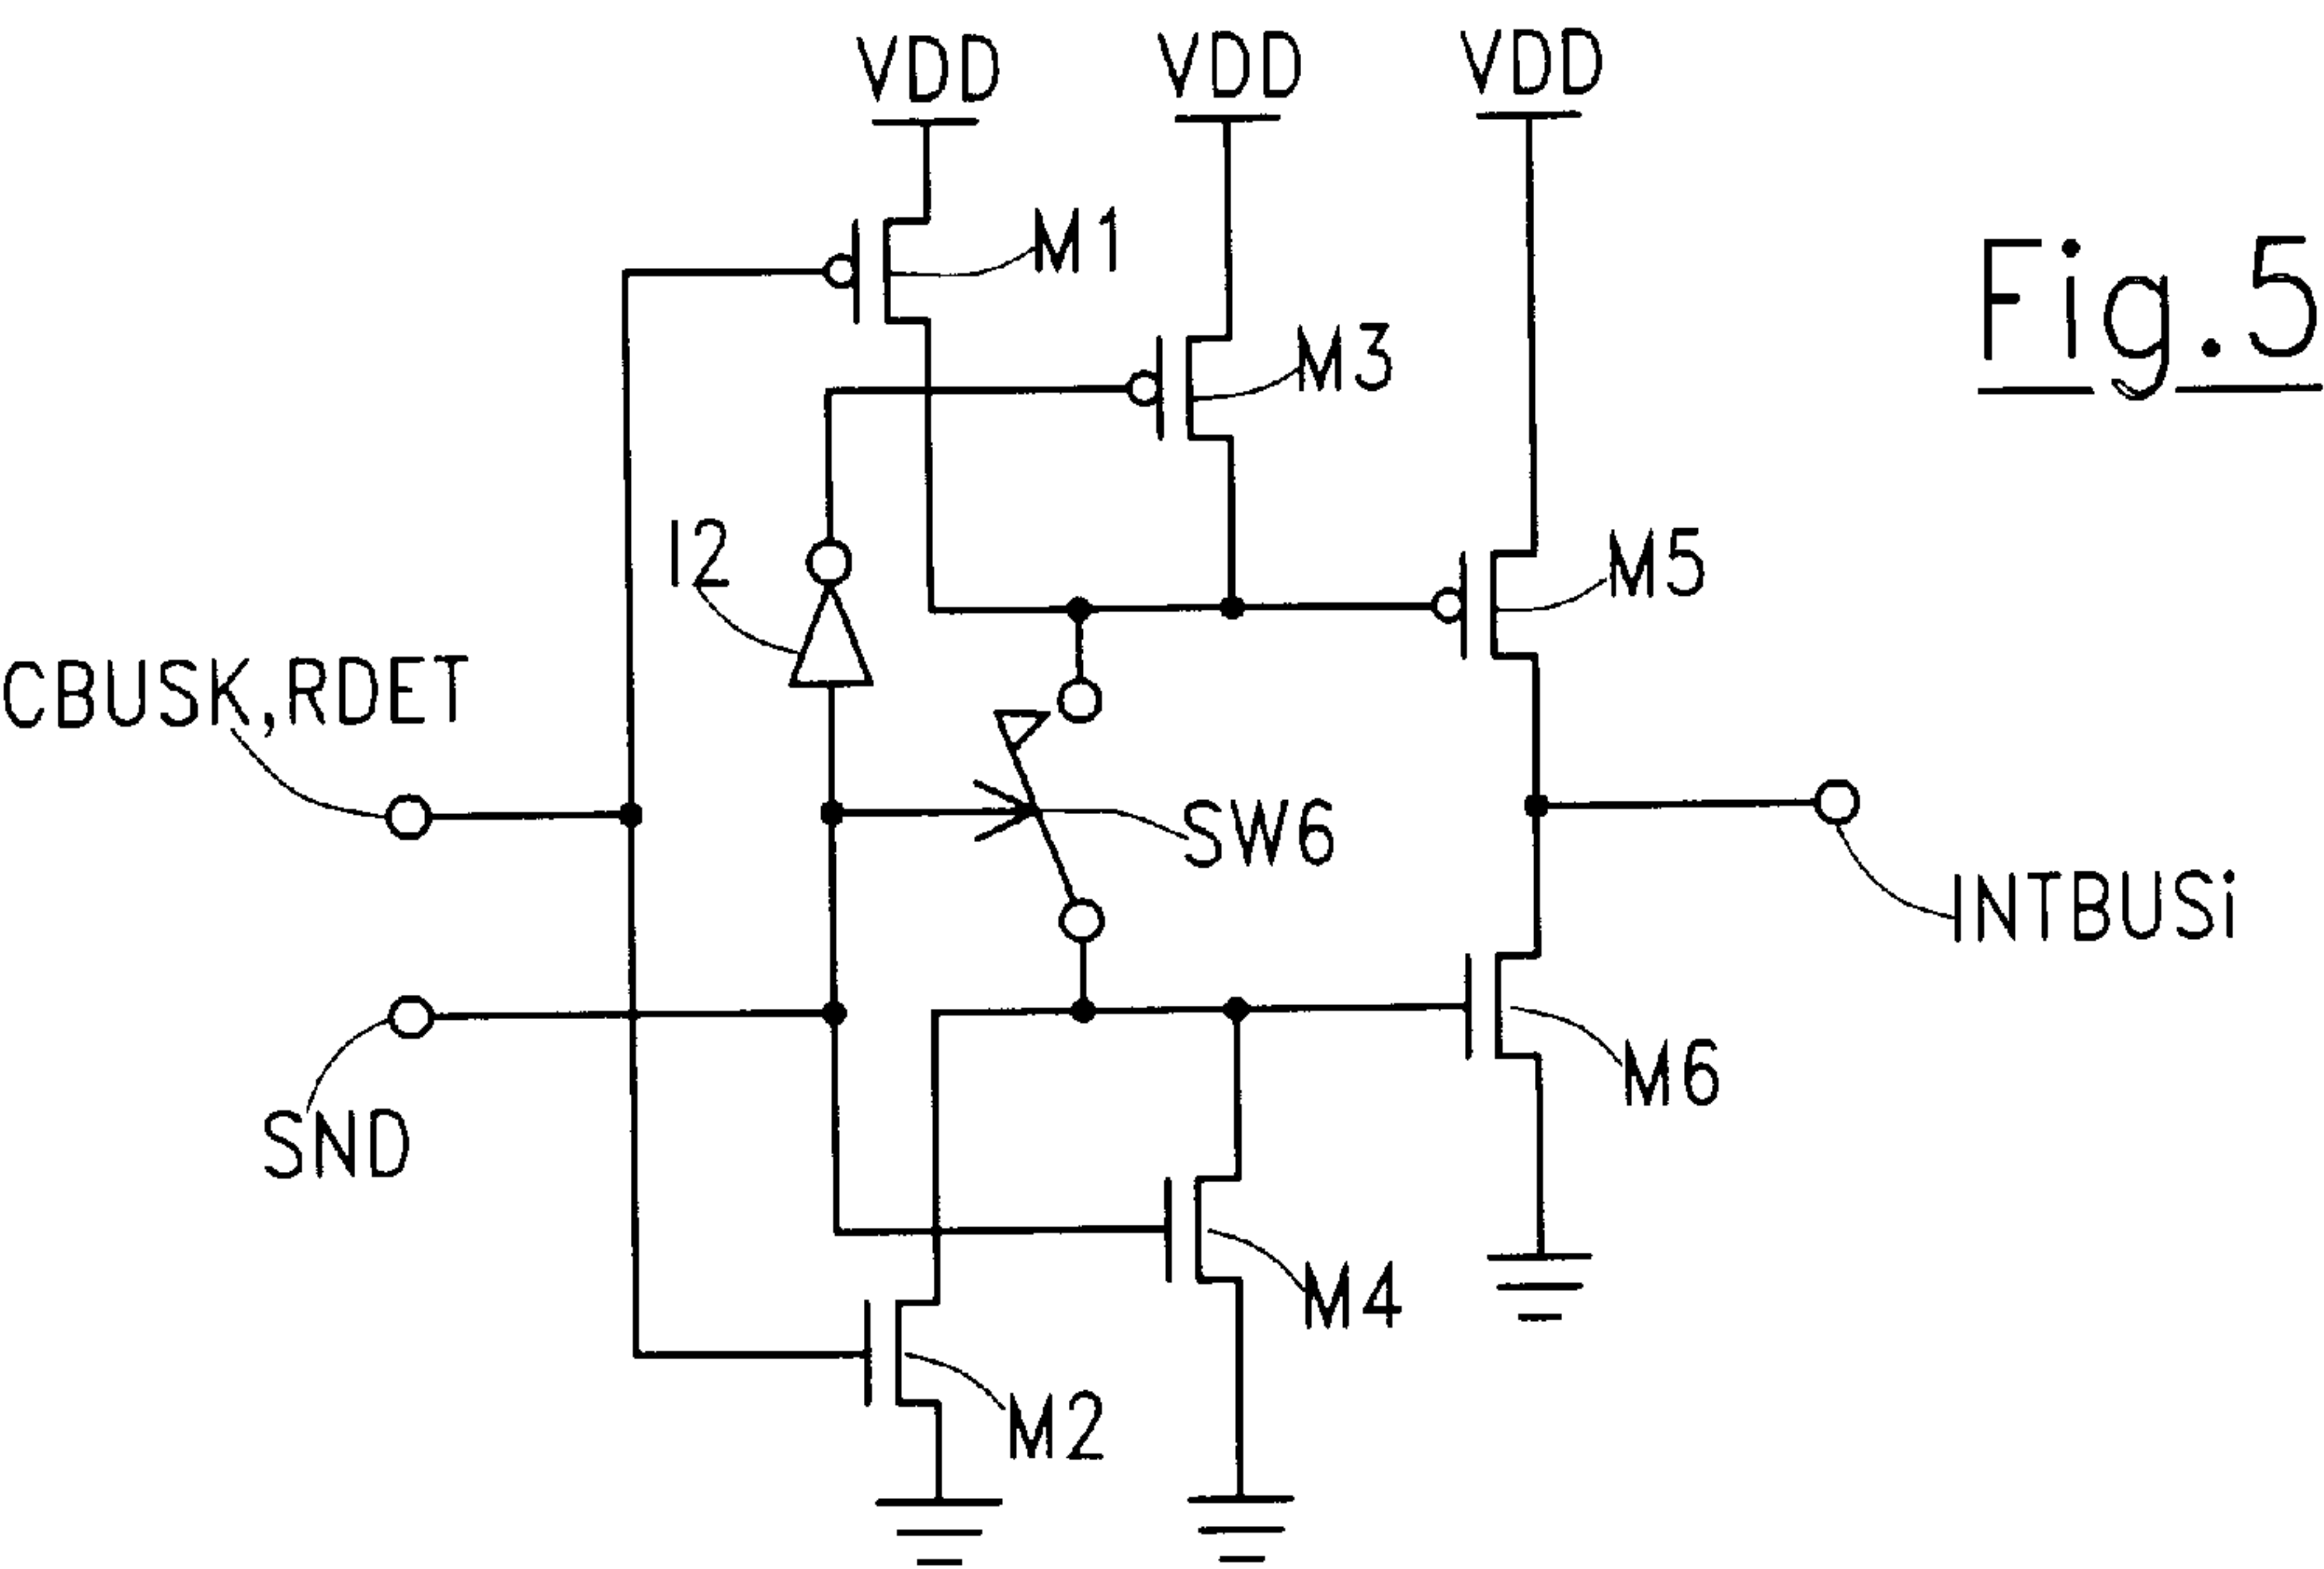 VDD VDD VDD
M1
Fig.5
M3
I2
M5
CBUSK,RDET
SW6
INTBUSi
M6
SND
M4
M2